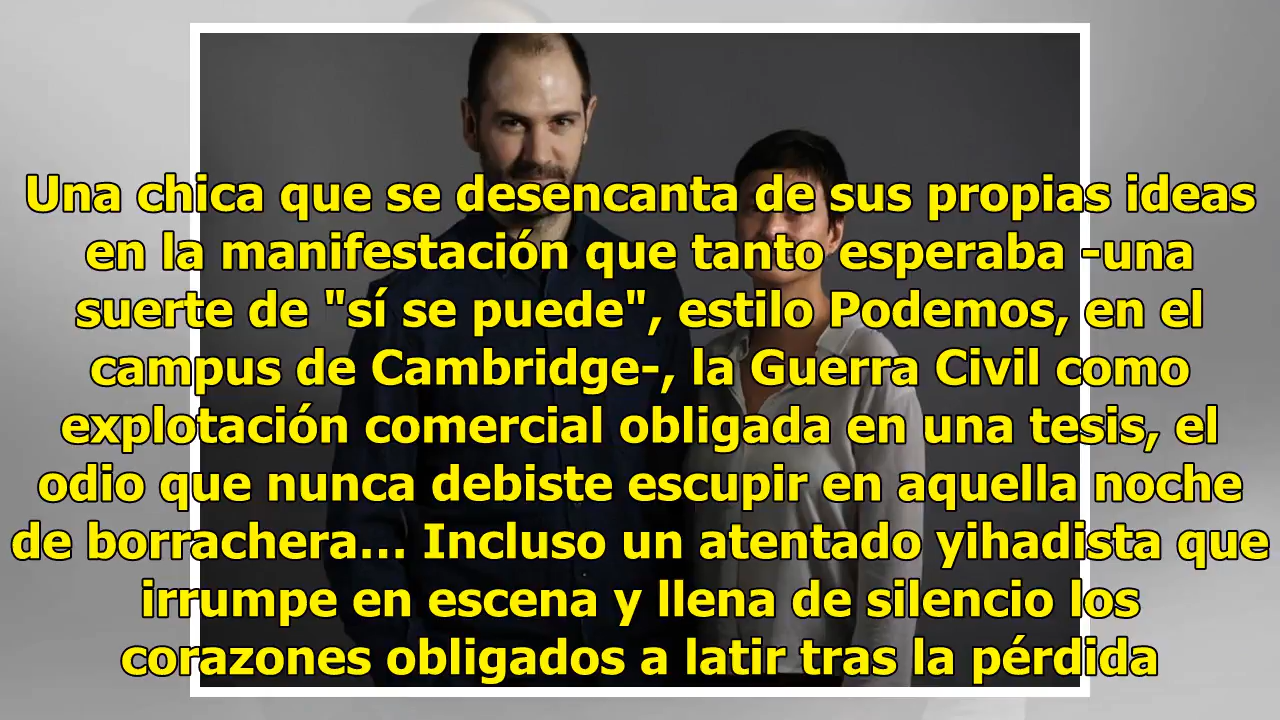 Una chica que se desencanta de sus propias ideas
en la manifestación que tanto esperaba -una
suerte de "sí se puede", estilo Podemos, en el
campus de Cambridge-, la Guerra Civil como
explotación comercial obligada en una tesis, el
odio que nunca debiste escupir en aquella noche
de borrachera... Incluso un atentado yihadista que
irrumpe en escena y llena de silencio los
corazones obligados a latir tras la pérdida